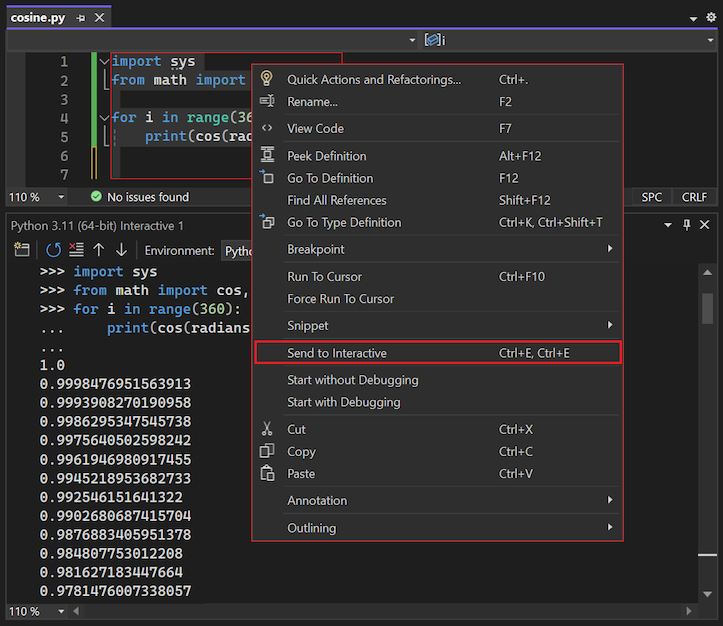 cosine.py
i
1 import sys
2 from math import
3
4 for i in range(36
5 print(cos(rad
6
7
110 % No issues found SPC CRLF
Python 3.11 (64-bit) Interactive 1
Environment: Pytho
>>> import sys
>>> from math import cos,
>>> for i in range(360):
... print(cos(radians
...
1.0
0.9998476951563913
0.9993908270190958
0.9986295347545738
0.9975640502598242
0.9961946980917455
0.9945218953682733
0.992546151641322
0.9902680687415704
0.9876883405951378
0.984807753012208
0.981627183447664
0.9781476007338057
110 %
Quick Actions and Refactorings... Ctrl+.
Rename... F2
View Code F7
Peek Definition Alt+F12
Go To Definition F12
Find All References Shift+F12
Go To Type Definition Ctrl+K, Ctrl+Shift+T
Breakpoint
Run To Cursor Ctrl+F10
Force Run To Cursor
Snippet
Send to Interactive Ctrl+E, Ctrl+E
Start without Debugging
Start with Debugging
Cut Ctrl+X
Copy Ctrl+C
Paste Ctrl+V
Annotation
Outlining